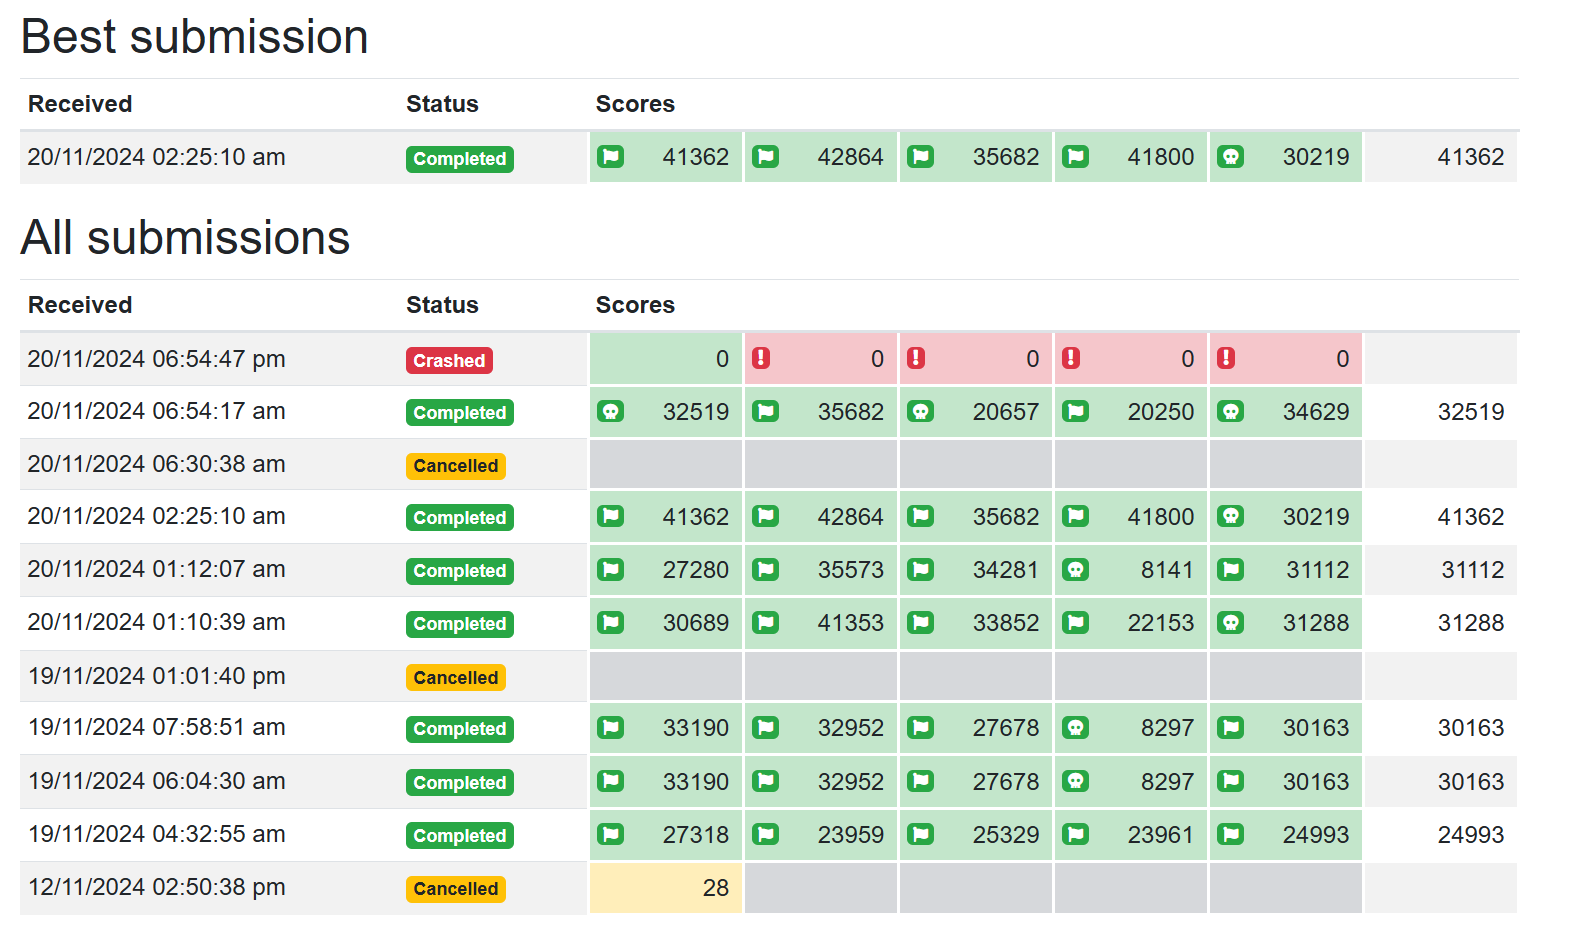 Best submission
Received Status Scores
20/11/2024 02:25:10 am Completed 41362 42864 35682 41800 30219 41362
All submissions
Received Status Scores
20/11/2024 06:54:47 pm Crashed 0 0 0 0 0
20/11/2024 06:54:17 am Completed 32519 35682 20657 20250 34629 32519
20/11/2024 06:30:38 am Cancelled
20/11/2024 02:25:10 am Completed 41362 42864 35682 41800 30219 41362
20/11/2024 01:12:07 am Completed 27280 35573 34281 8141 31112 31112
20/11/2024 01:10:39 am Completed 30689 41353 33852 22153 31288 31288
19/11/2024 01:01:40 pm Cancelled
19/11/2024 07:58:51 am Completed 33190 32952 27678 8297 30163 30163
19/11/2024 06:04:30 am Completed 33190 32952 27678 8297 30163 30163
19/11/2024 04:32:55 am Completed 27318 23959 25329 23961 24993 24993
12/11/2024 02:50:38 pm Cancelled 28